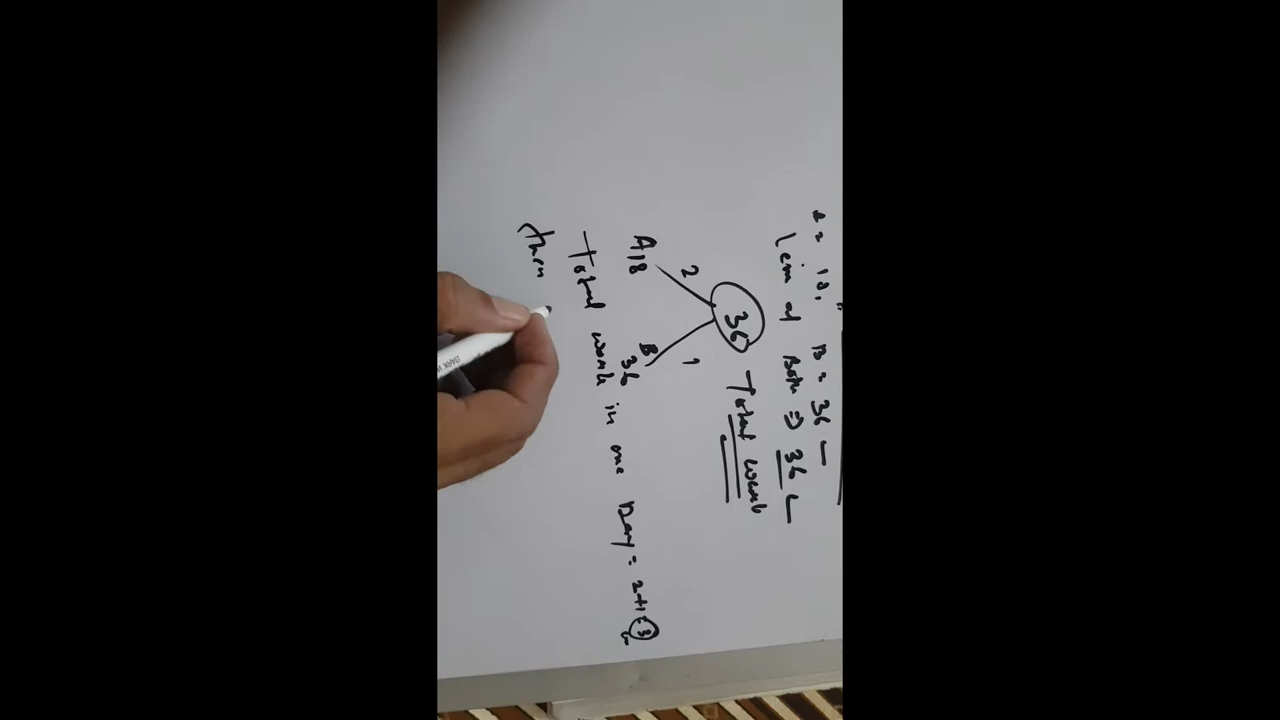 A = 18, B = 36
Lcm of Both => 36
36 Total work
2 1
A B
18 36
Total work in one Day = 2+1=3
then
DARK